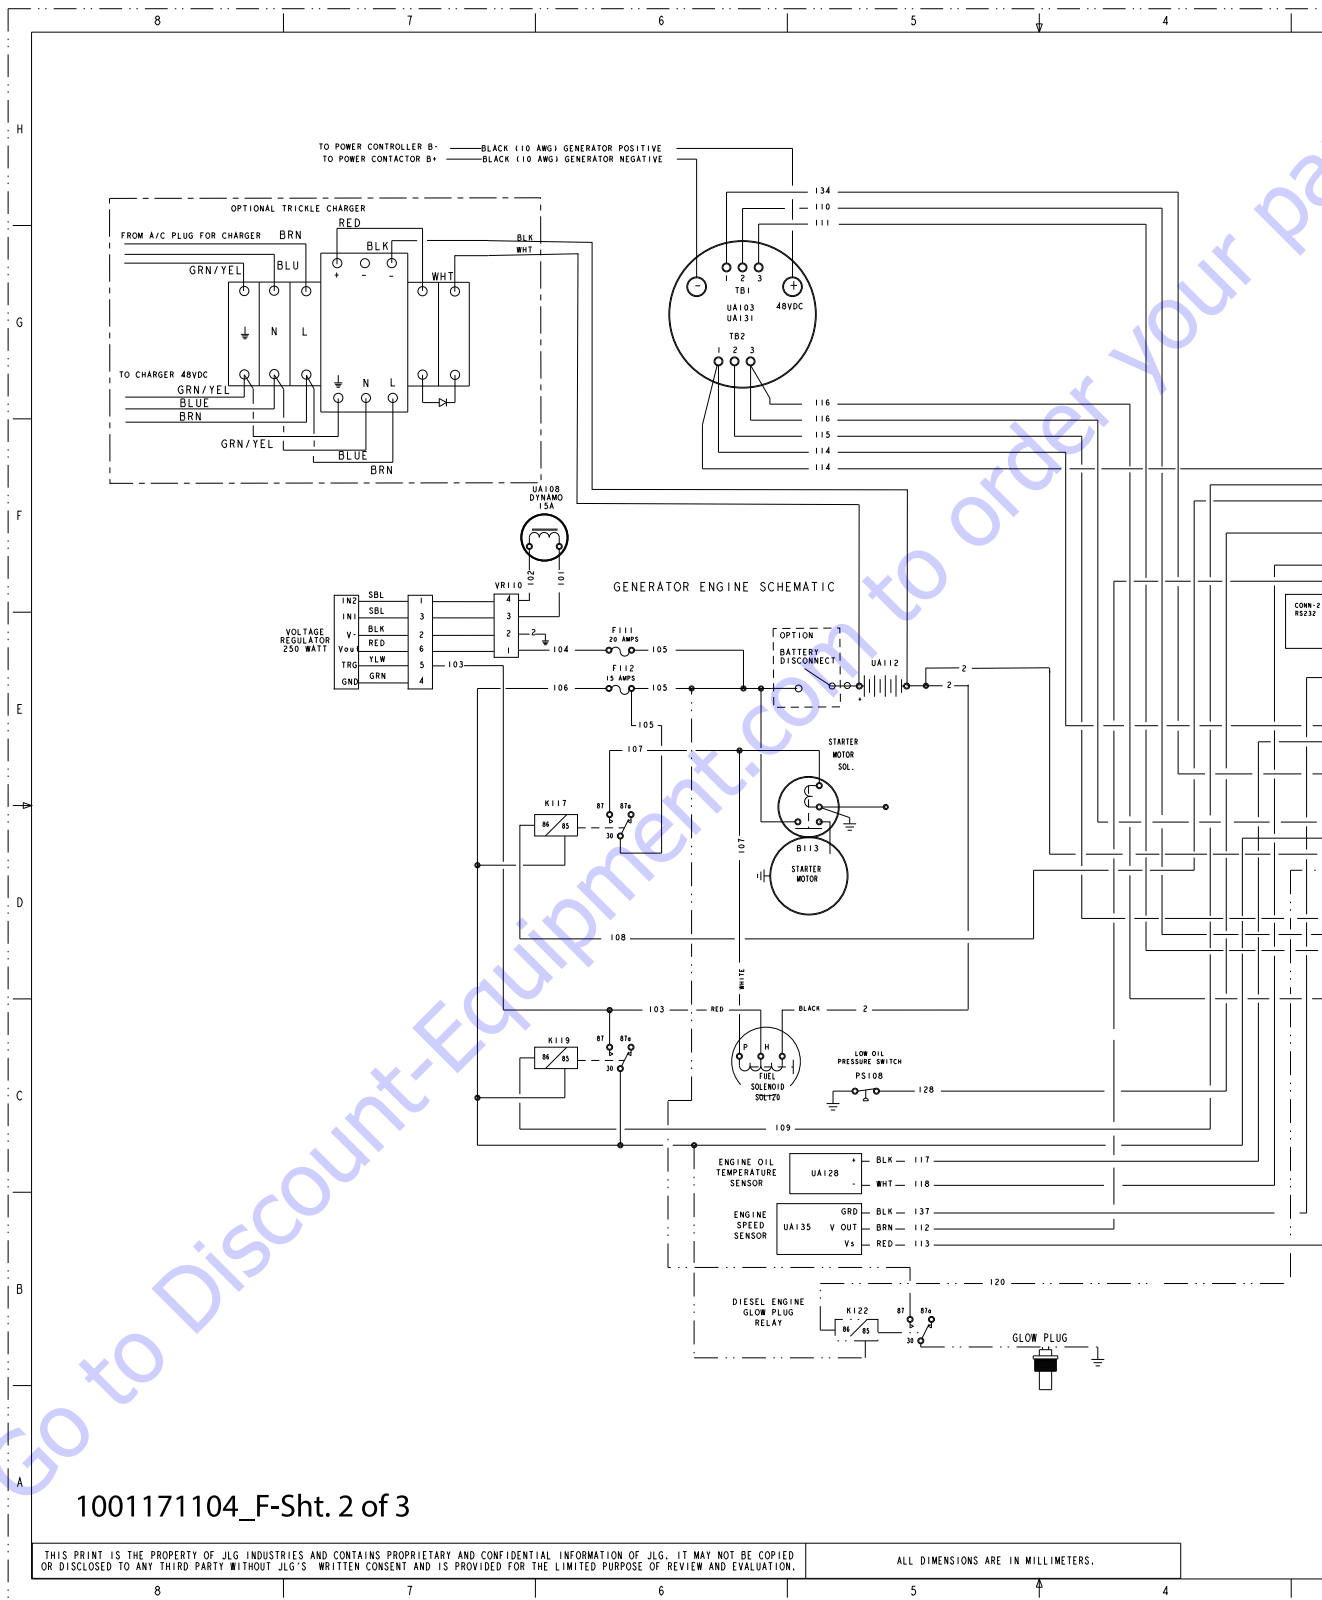 8 7 6 5 4
H
TO POWER CONTROLLER B- BLACK (10 AWG) GENERATOR POSITIVE
TO POWER CONTACTOR B+ BLACK (10 AWG) GENERATOR NEGATIVE
134
110
111
OPTIONAL TRICKLE CHARGER
RED
FROM A/C PLUG FOR CHARGER BRN
BLK
BLK
WHT
GRN/YEL BLU
WHT
+ - -
N L
G
TO CHARGER 48VDC
GRN/YEL
BLUE
BRN
N L
GRN/YEL
BLUE
BRN
1 2 3
TB1
- +
UA103
UA131
48VDC
TB2
1 2 3
116
116
115
114
114
F
UA108
DYNAMO
15A
102
101
GENERATOR ENGINE SCHEMATIC
VR110
4
3
2
1
2
VOLTAGE
REGULATOR
250 WATT
IN2 SBL 1
IN1 SBL 3
V- BLK 2
Vout RED 6
TRG YLW 5 103
GND GRN 4
104
F111
20 AMPS
105
106
F112
15 AMPS
105
105
OPTION
BATTERY
DISCONNECT
UA112
+
2
2
CONN-2
RS232
E
107
STARTER
MOTOR
SOL.
K117
86 85
87 87a
30
107
B113
STARTER
MOTOR
D
108
WHITE
103 RED
BLACK 2
K119
86 85
87 87a
30
P H
FUEL
SOLENOID
SOL120
LOW OIL
PRESSURE SWITCH
PS108
128
C
109
ENGINE OIL
TEMPERATURE
SENSOR
UA128
+ BLK 117
- WHT 118
ENGINE
SPEED
SENSOR
UA135
GRD BLK 137
V OUT BRN 112
Vs RED 113
B
120
DIESEL ENGINE
GLOW PLUG
RELAY
K122
86 85
87 87a
30
GLOW PLUG
A
1001171104_F-Sht. 2 of 3
THIS PRINT IS THE PROPERTY OF JLG INDUSTRIES AND CONTAINS PROPRIETARY AND CONFIDENTIAL INFORMATION OF JLG. IT MAY NOT BE COPIED
OR DISCLOSED TO ANY THIRD PARTY WITHOUT JLG'S WRITTEN CONSENT AND IS PROVIDED FOR THE LIMITED PURPOSE OF REVIEW AND EVALUATION.
ALL DIMENSIONS ARE IN MILLIMETERS.
8 7 6 5 4
Go to Discount-Equipment.com to order your pa